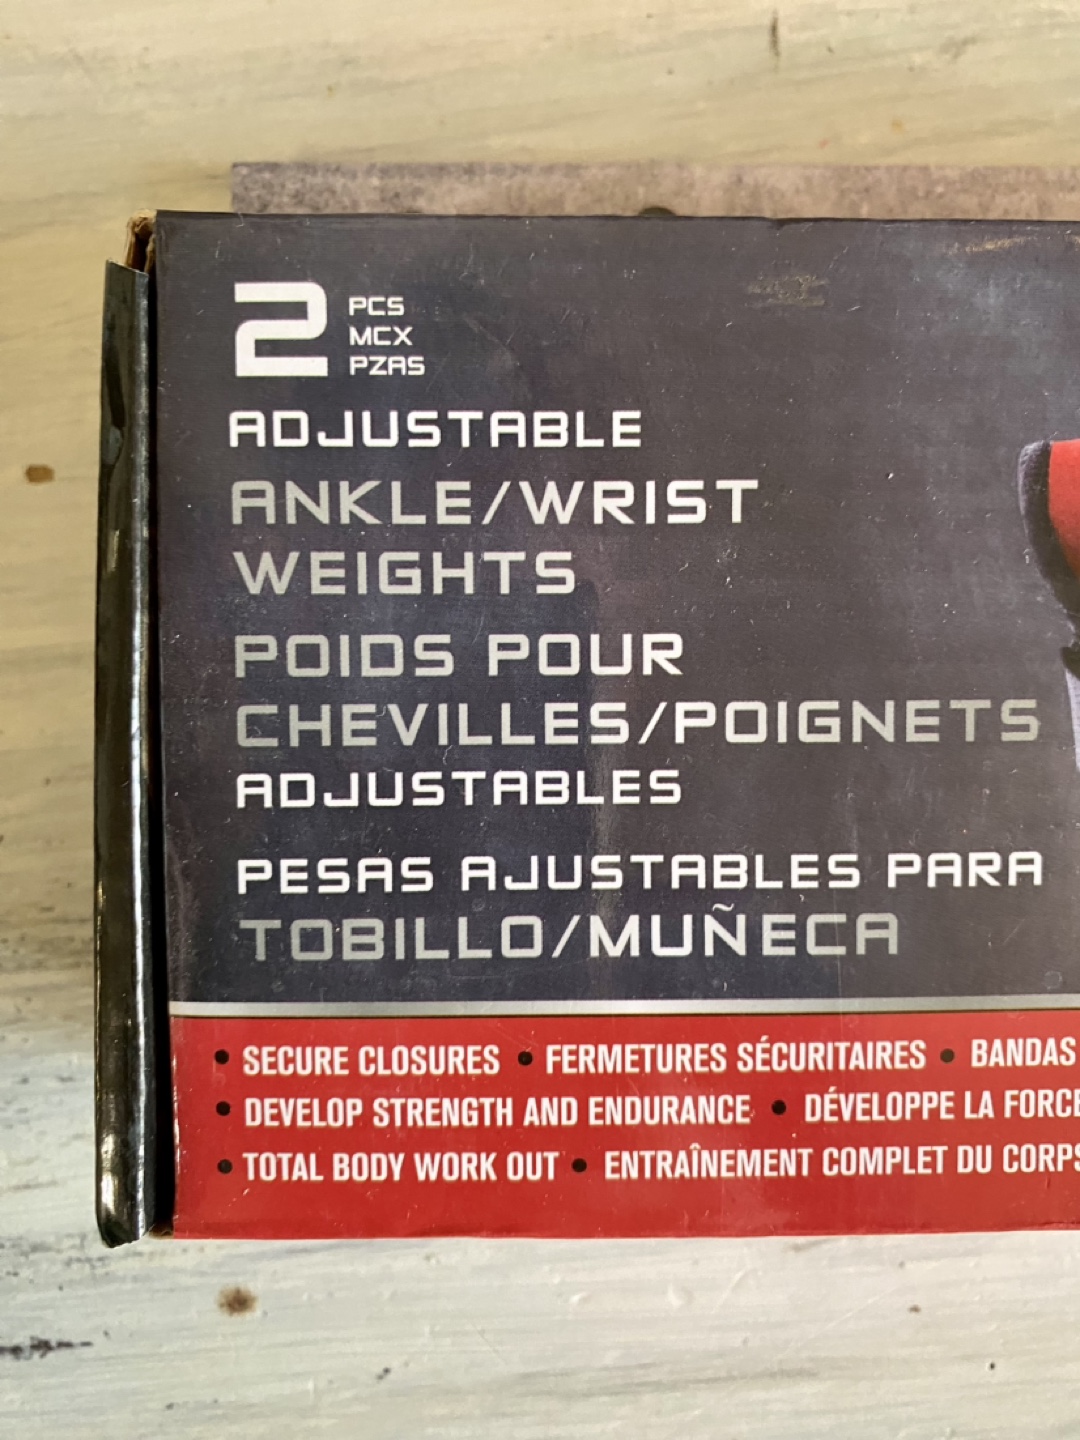 2 PCS
MCX
PZAS
ADJUSTABLE
ANKLE/WRIST
WEIGHTS
POIDS POUR
CHEVILLES/POIGNETS
ADJUSTABLES
PESAS AJUSTABLES PARA
TOBILLO/MUÑECA
• SECURE CLOSURES • FERMETURES SÉCURITAIRES • BANDAS
• DEVELOP STRENGTH AND ENDURANCE • DÉVELOPPE LA FORCE
• TOTAL BODY WORK OUT • ENTRAÎNEMENT COMPLET DU CORPS